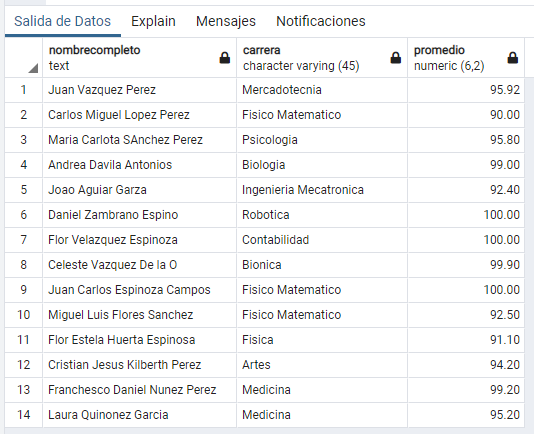 Salida de Datos Explain Mensajes Notificaciones
nombrecompleto carrera promedio
text character varying (45) numeric (6,2)
1 Juan Vazquez Perez Mercadotecnia 95.92
2 Carlos Miguel Lopez Perez Fisico Matematico 90.00
3 Maria Carlota SAnchez Perez Psicologia 95.80
4 Andrea Davila Antonios Biologia 99.00
5 Joao Aguiar Garza Ingenieria Mecatronica 92.40
6 Daniel Zambrano Espino Robotica 100.00
7 Flor Velazquez Espinoza Contabilidad 100.00
8 Celeste Vazquez De la O Bionica 99.90
9 Juan Carlos Espinoza Campos Fisico Matematico 100.00
10 Miguel Luis Flores Sanchez Fisico Matematico 92.50
11 Flor Estela Huerta Espinosa Fisica 91.10
12 Cristian Jesus Kilberth Perez Artes 94.20
13 Franchesco Daniel Nunez Perez Medicina 99.20
14 Laura Quinonez Garcia Medicina 95.20